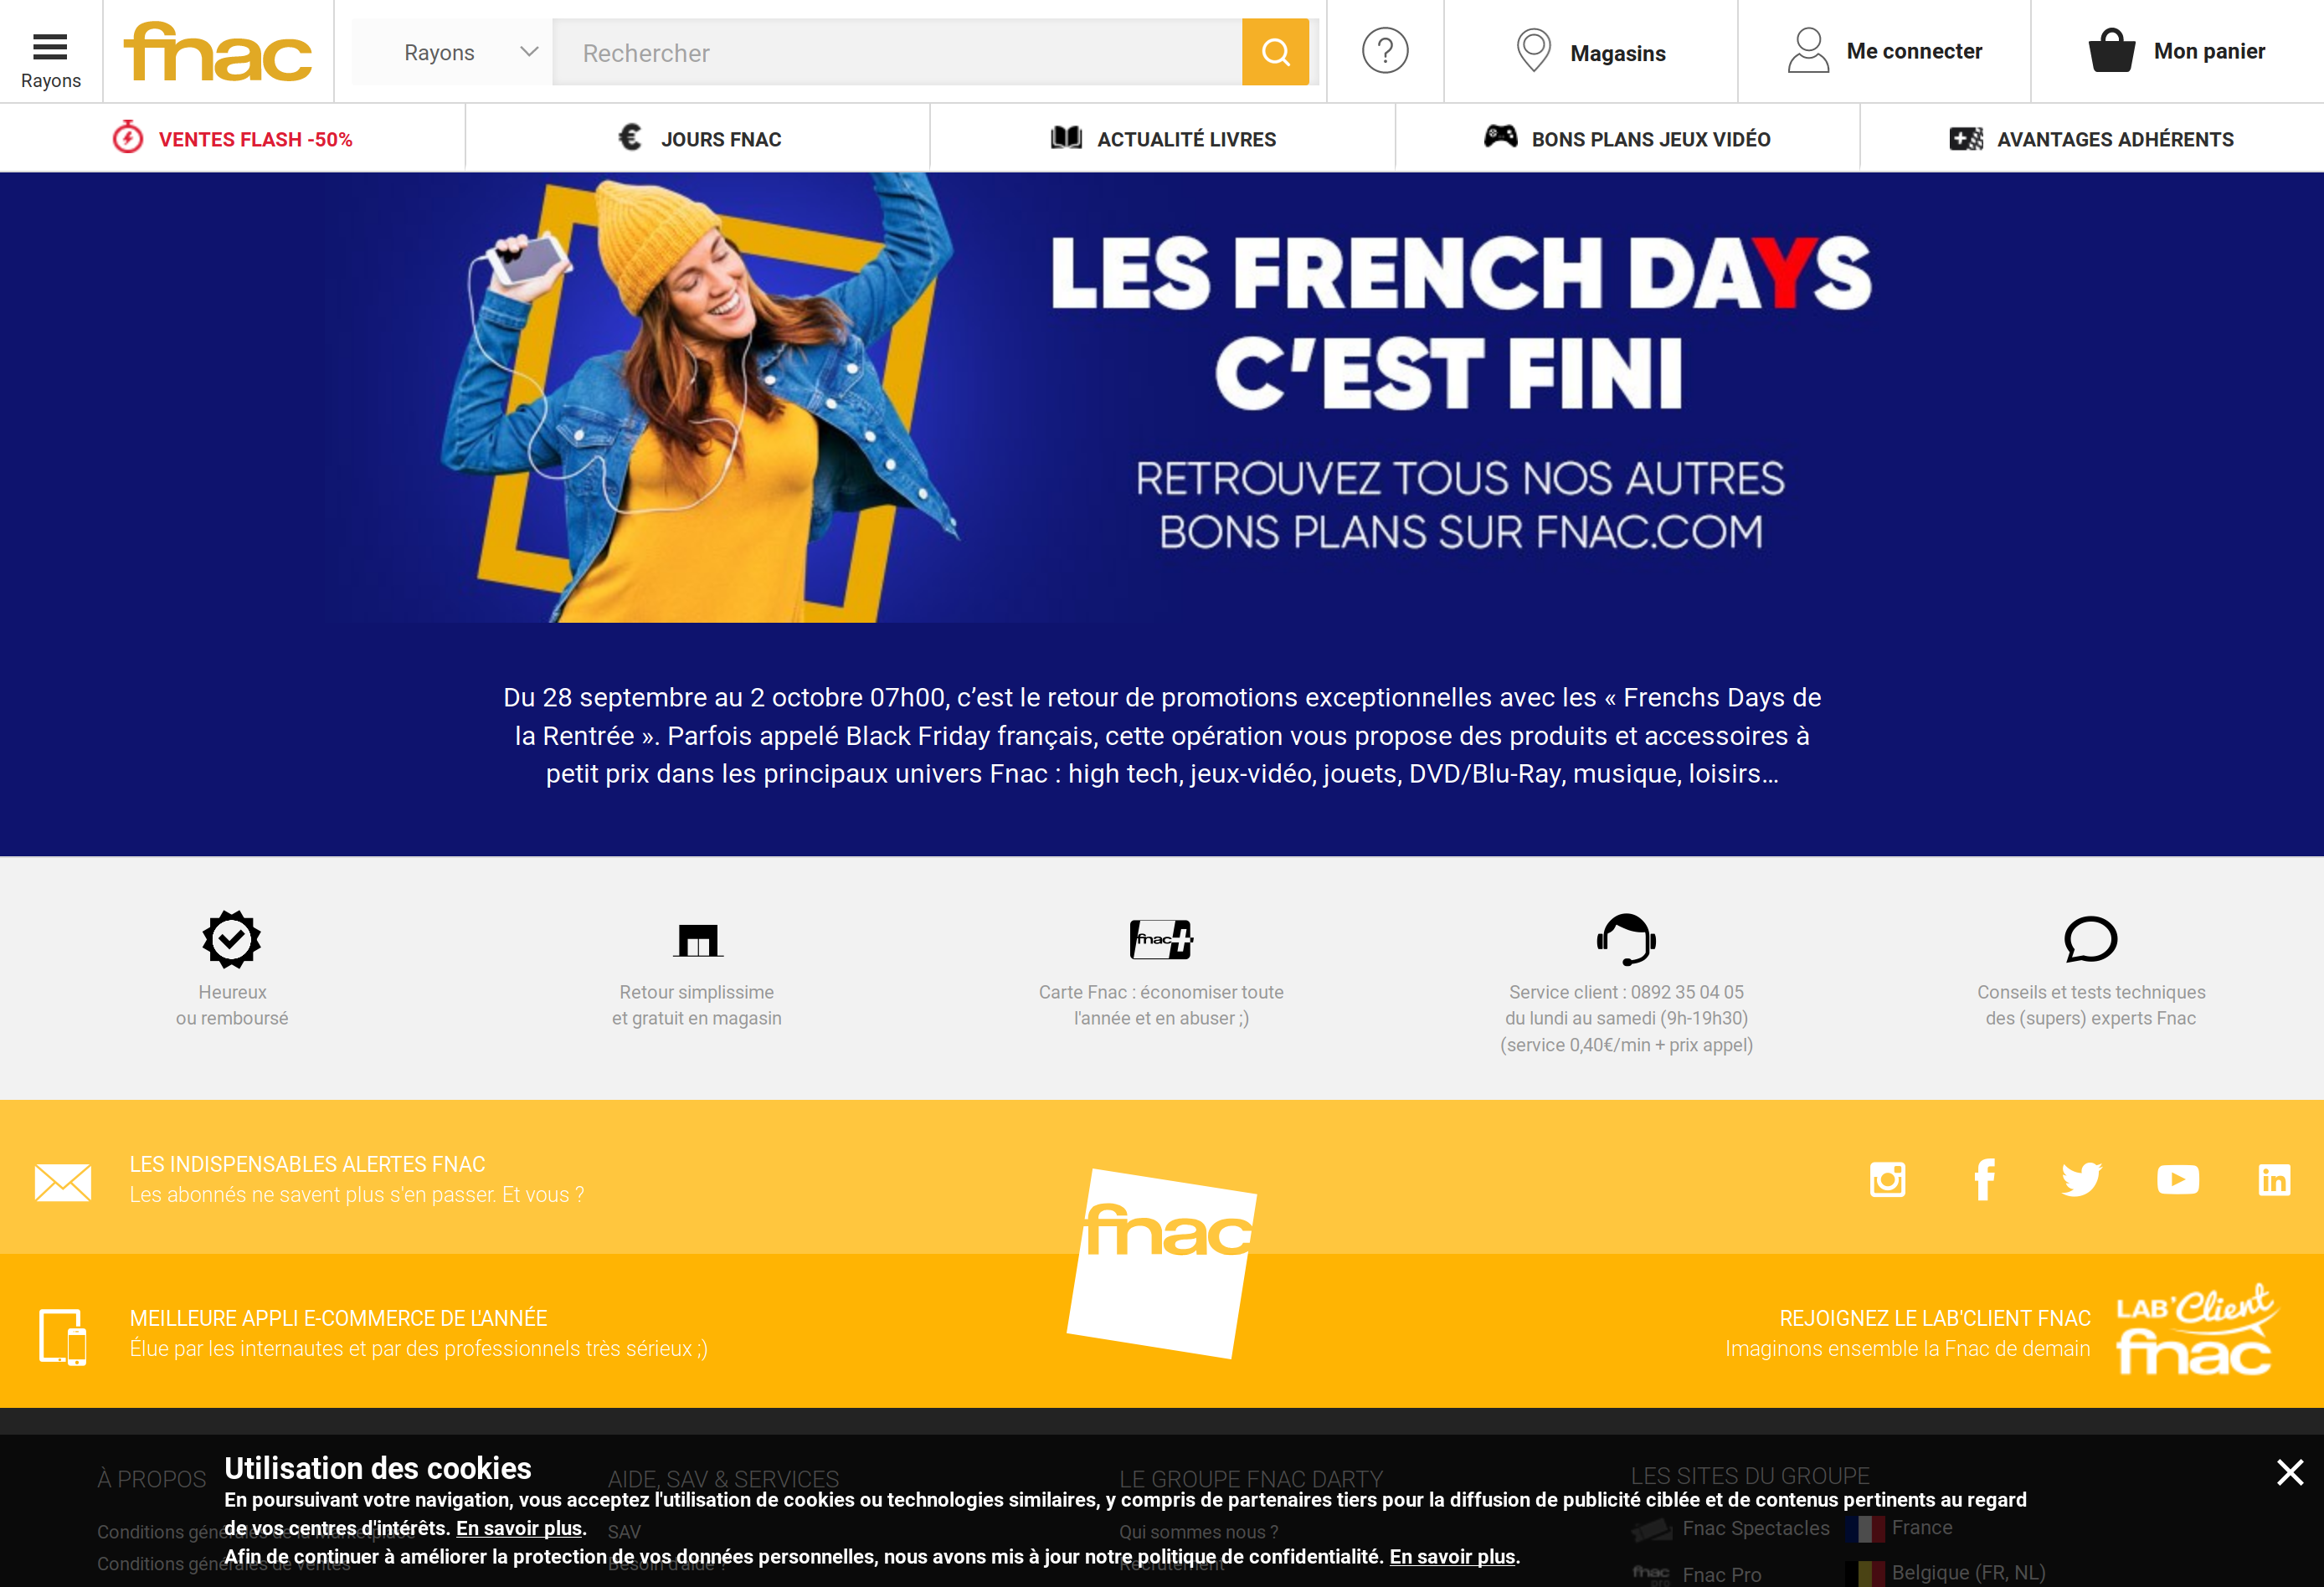 Rayons
fnac
Rayons
Rechercher
?
Magasins
Me connecter
Mon panier
VENTES FLASH -50%
JOURS FNAC
ACTUALITÉ LIVRES
BONS PLANS JEUX VIDÉO
AVANTAGES ADHÉRENTS
LES FRENCH DAYS
C'EST FINI
RETROUVEZ TOUS NOS AUTRES
BONS PLANS SUR FNAC.COM
Du 28 septembre au 2 octobre 07h00, c’est le retour de promotions exceptionnelles avec les « Frenchs Days de
la Rentrée ». Parfois appelé Black Friday français, cette opération vous propose des produits et accessoires à
petit prix dans les principaux univers Fnac : high tech, jeux-vidéo, jouets, DVD/Blu-Ray, musique, loisirs…
fnac+
Heureux
ou remboursé
Retour simplissime
et gratuit en magasin
Carte Fnac : économiser toute
l'année et en abuser ;)
Service client : 0892 35 04 05
du lundi au samedi (9h-19h30)
(service 0,40€/min + prix appel)
Conseils et tests techniques
des (supers) experts Fnac
LES INDISPENSABLES ALERTES FNAC
Les abonnés ne savent plus s'en passer. Et vous ?
fnac
MEILLEURE APPLI E-COMMERCE DE L'ANNÉE
Élue par les internautes et par des professionnels très sérieux ;)
REJOIGNEZ LE LAB'CLIENT FNAC
Imaginons ensemble la Fnac de demain
LAB'Client
fnac
Utilisation des cookies
En poursuivant votre navigation, vous acceptez l'utilisation de cookies ou technologies similaires, y compris de partenaires tiers pour la diffusion de publicité ciblée et de contenus pertinents au regard
de vos centres d'intérêts. En savoir plus.
Afin de continuer à améliorer la protection de vos données personnelles, nous avons mis à jour notre politique de confidentialité. En savoir plus.
À PROPOS
Conditions générales de la Marketplace
Conditions générales de ventes
AIDE, SAV & SERVICES
SAV
Besoin d'aide ?
LE GROUPE FNAC DARTY
Qui sommes nous ?
Recrutement
LES SITES DU GROUPE
Fnac Spectacles
France
fnac pro
Fnac Pro
Belgique (FR, NL)